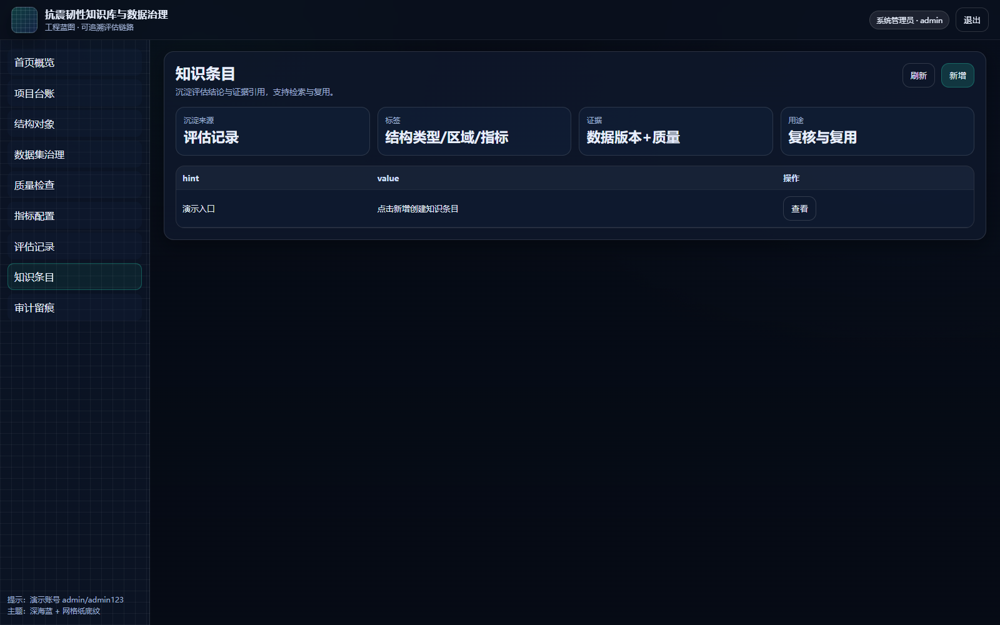 抗震韧性知识库与数据治理
工程蓝图 · 可追溯评估链路
系统管理员 · admin
退出
首页概览
项目台账
结构对象
数据集治理
质量检查
指标配置
评估记录
知识条目
审计留痕
提示：演示账号 admin/admin123
主题：深海蓝 + 网格纸底纹
知识条目
沉淀评估结论与证据引用，支持检索与复用。
刷新
新增
沉淀来源
评估记录
标签
结构类型/区域/指标
证据
数据版本+质量
用途
复核与复用
hint value 操作
演示入口 点击新增创建知识条目 查看